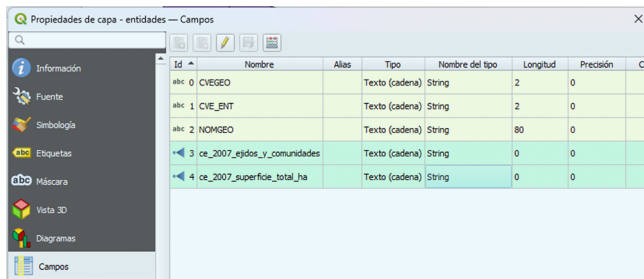 Propiedades de capa - entidades — Campos
Id Nombre Alias Tipo Nombre del tipo Longitud Precisión C
Información
abc 0 CVEGEO Texto (cadena) String 2 0
Fuente
abc 1 CVE_ENT Texto (cadena) String 2 0
Simbología
abc 2 NOMGEO Texto (cadena) String 80 0
abc Etiquetas
3 ce_2007_ejidos_y_comunidades Texto (cadena) String 0 0
abc Máscara
4 ce_2007_superficie_total_ha Texto (cadena) String 0 0
Vista 3D
Diagramas
Campos